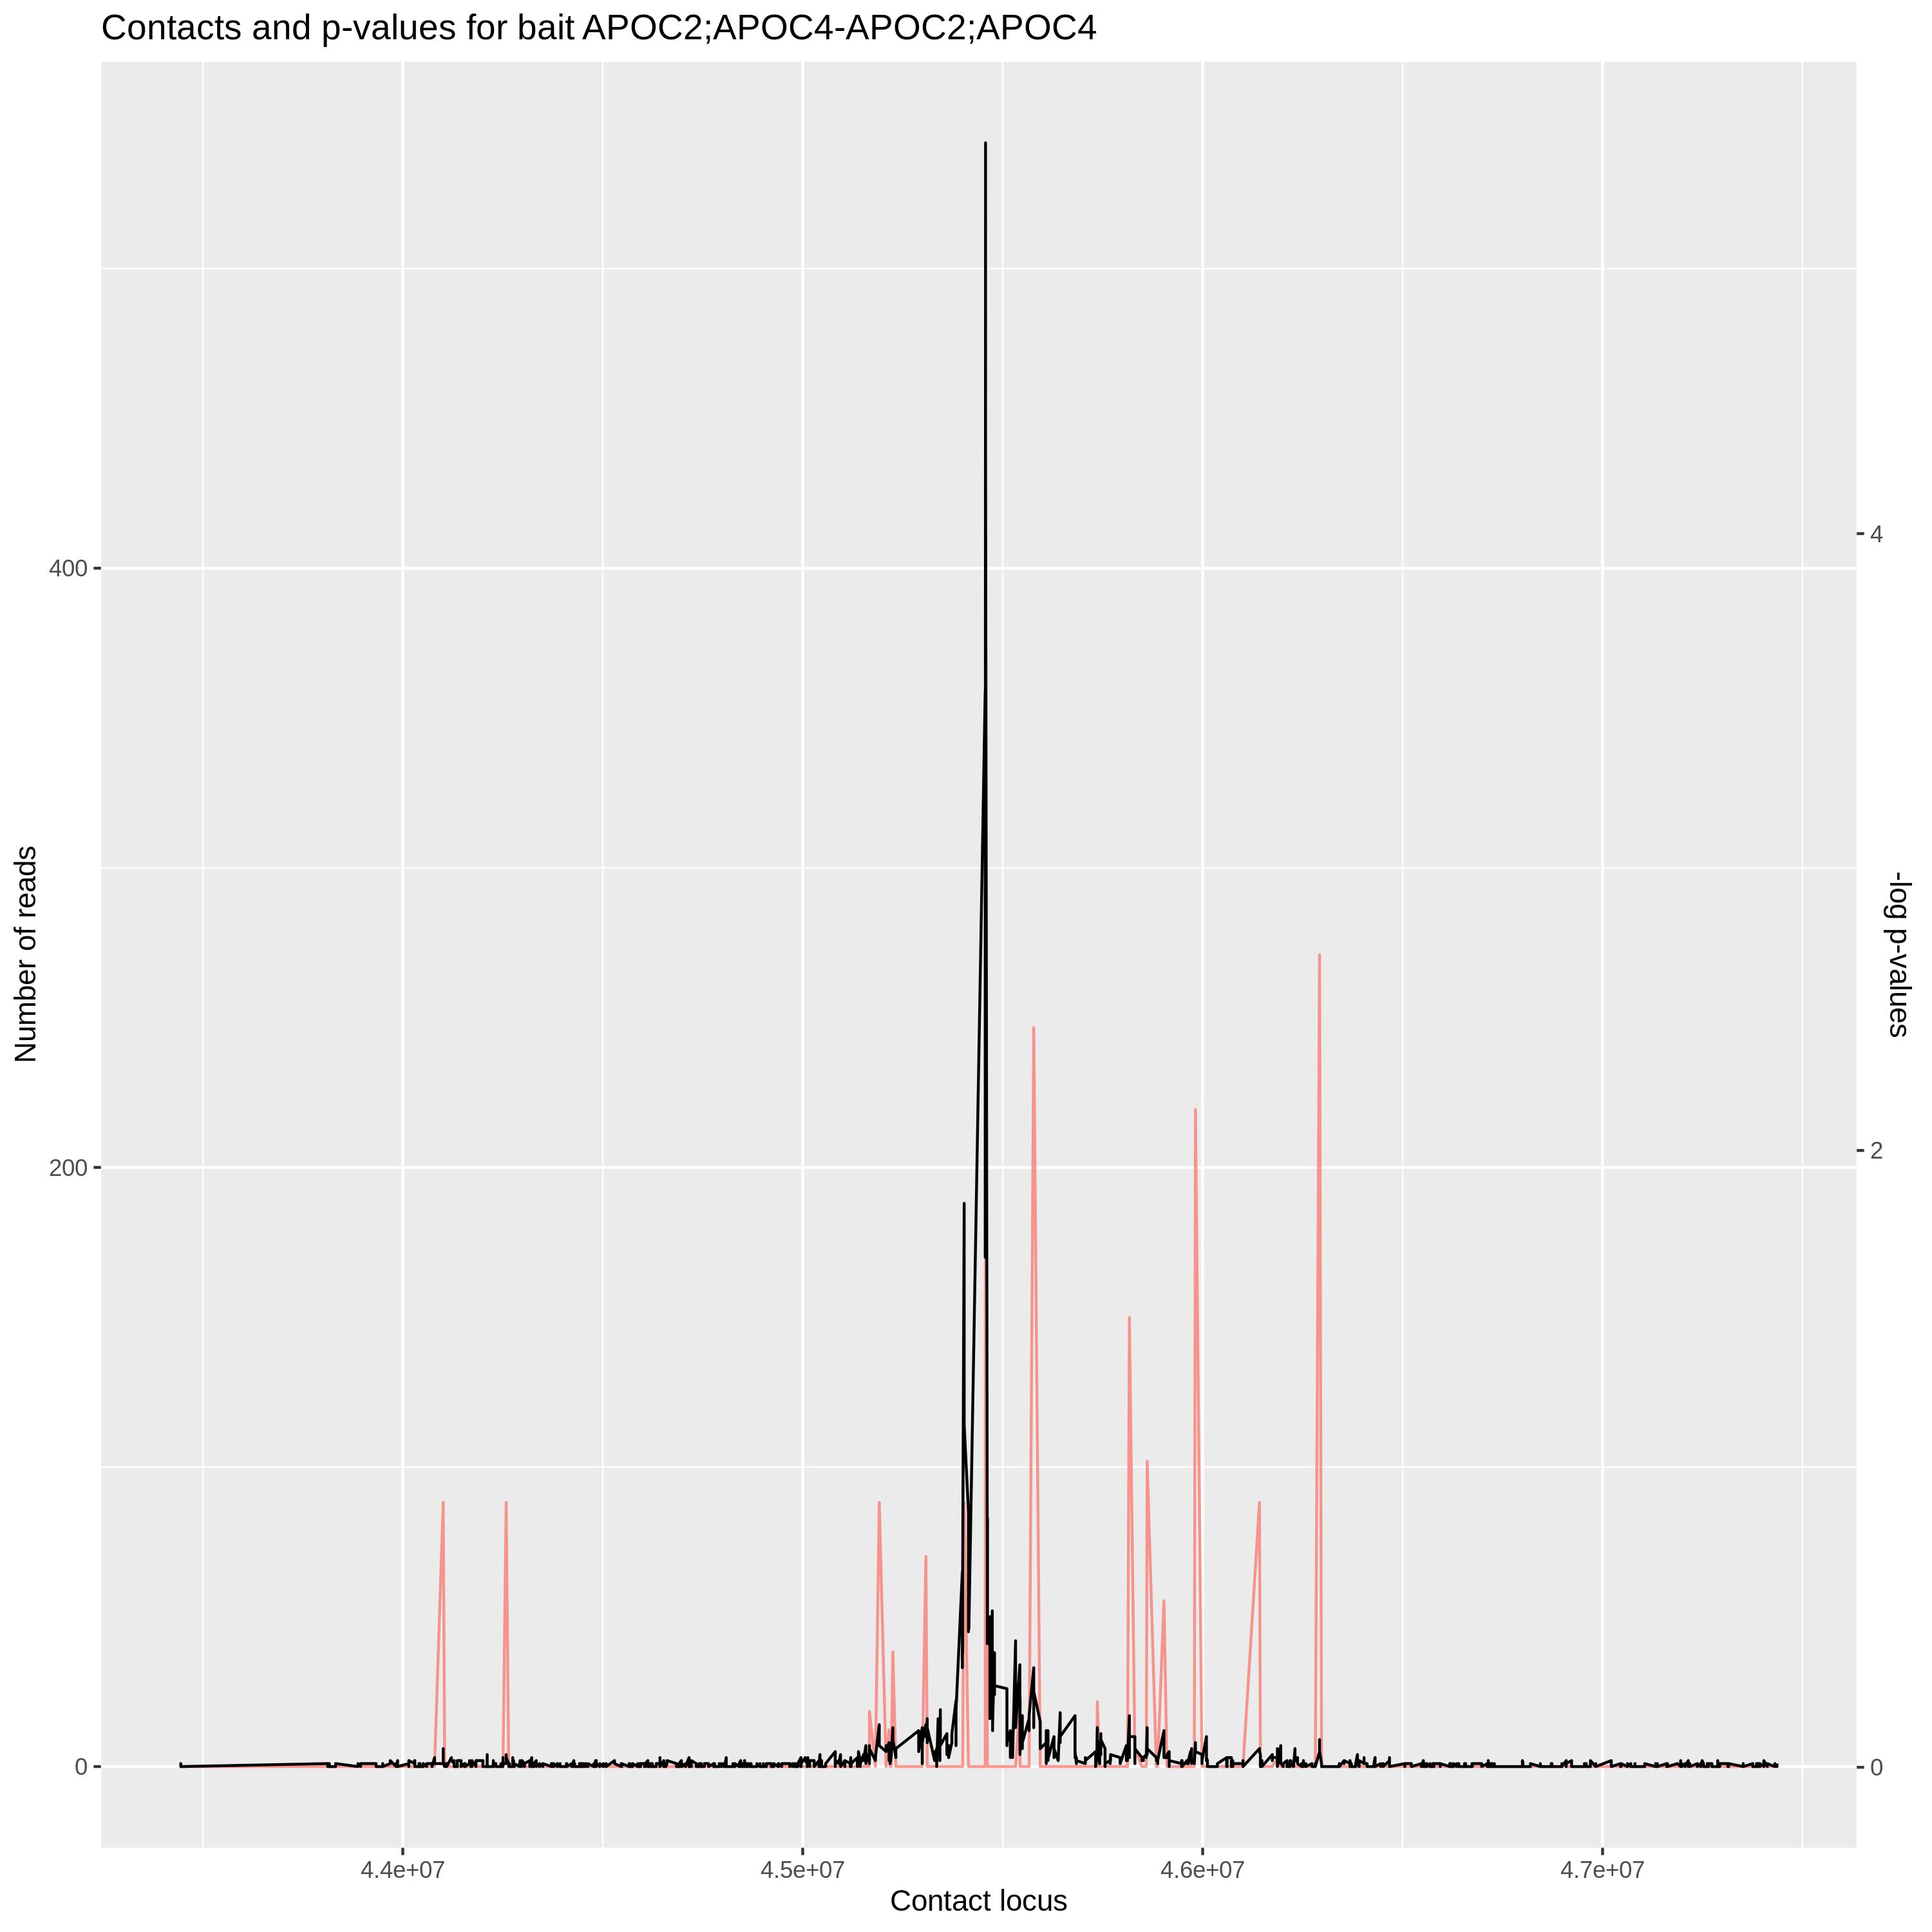 Contacts and p-values for bait APOC2;APOC4-APOC2;APOC4
Number of reads
400
200
0
4
2
0
-log p-values
4.4e+07
4.5e+07
4.6e+07
4.7e+07
Contact locus